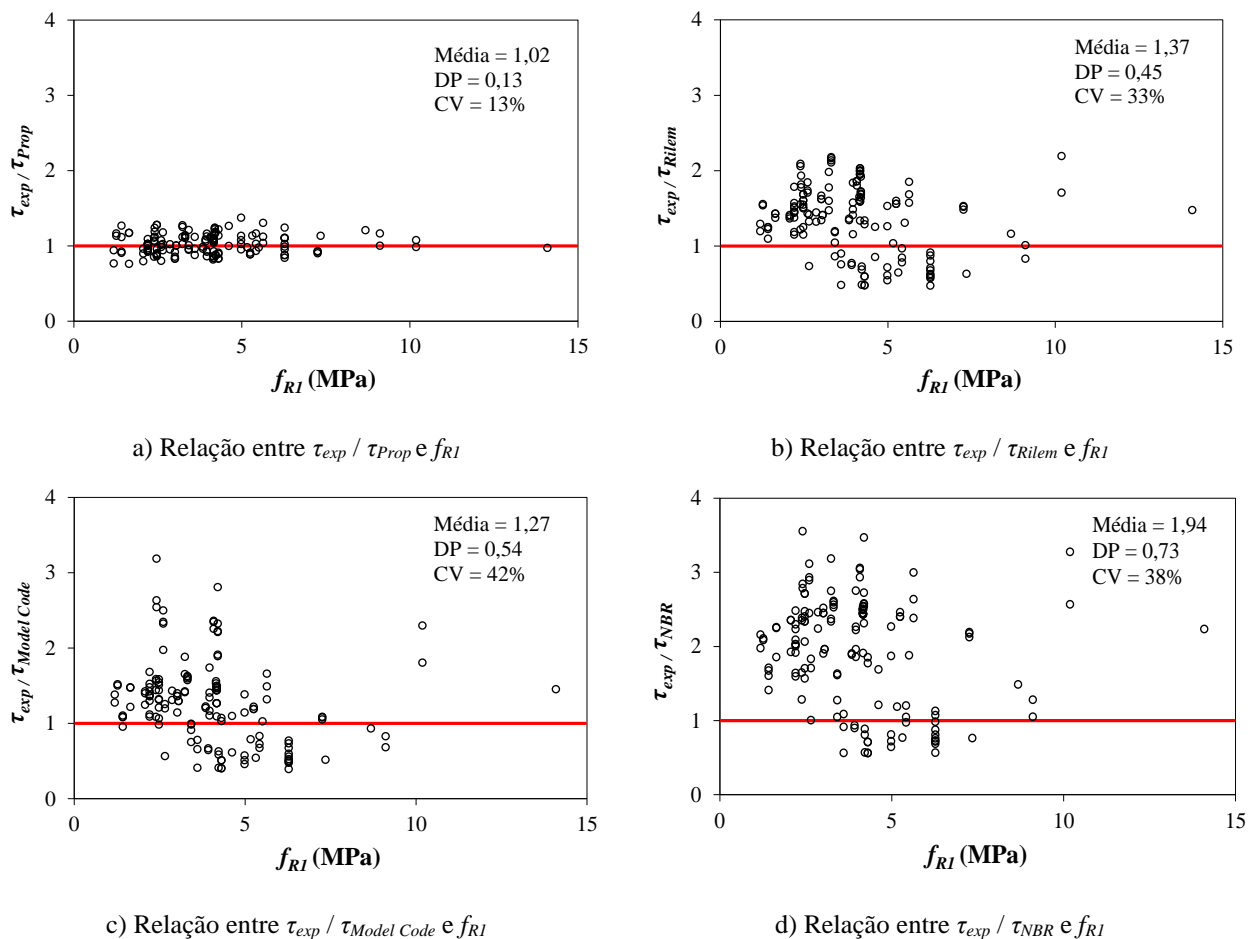 4
3
2
1
0
τexp / τProp
Média = 1,02
DP = 0,13
CV = 13%
0 5 10 15
fR1 (MPa)
a) Relação entre τexp / τProp e fR1
4
3
2
1
0
τexp / τRilem
Média = 1,37
DP = 0,45
CV = 33%
0 5 10 15
fR1 (MPa)
b) Relação entre τexp / τRilem e fR1
4
3
2
1
0
τexp / τModel Code
Média = 1,27
DP = 0,54
CV = 42%
0 5 10 15
fR1 (MPa)
c) Relação entre τexp / τModel Code e fR1
4
3
2
1
0
τexp / τNBR
Média = 1,94
DP = 0,73
CV = 38%
0 5 10 15
fR1 (MPa)
d) Relação entre τexp / τNBR e fR1